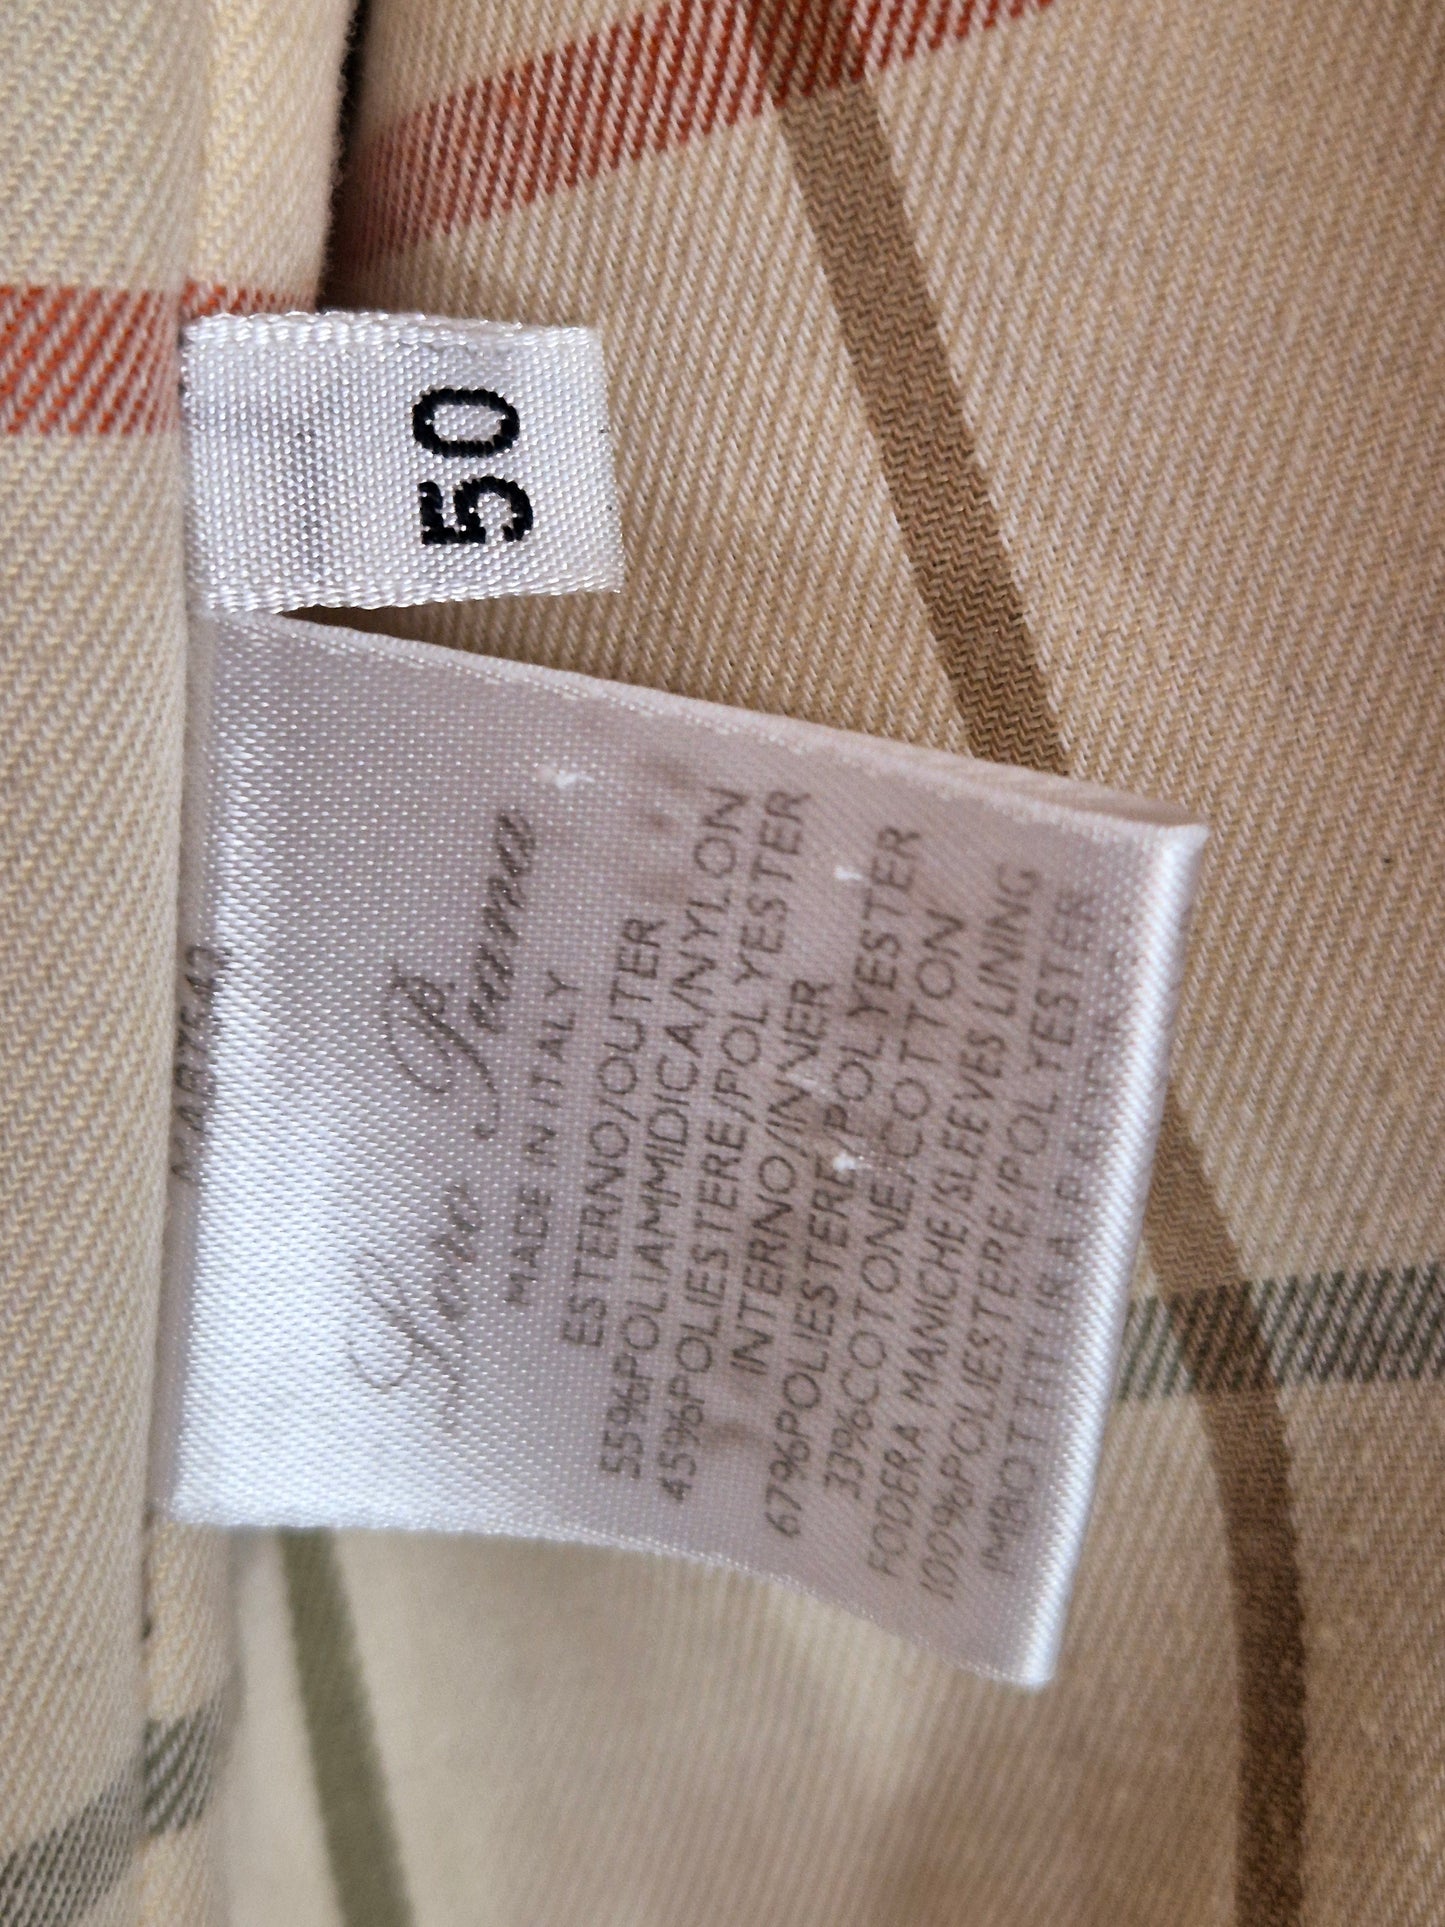 50
MADE IN ITALY
ESTERNO/OUTER
55%POLIAMMIDICA/NYLON
45%POLIESTERE/POLYESTER
INTERNO/INNER
67%POLIESTERE/POLYESTER
33%COTONE/COTTON
FODERA MANICHE/SLEEVES LINING
100%POLIESTERE/POLYESTER